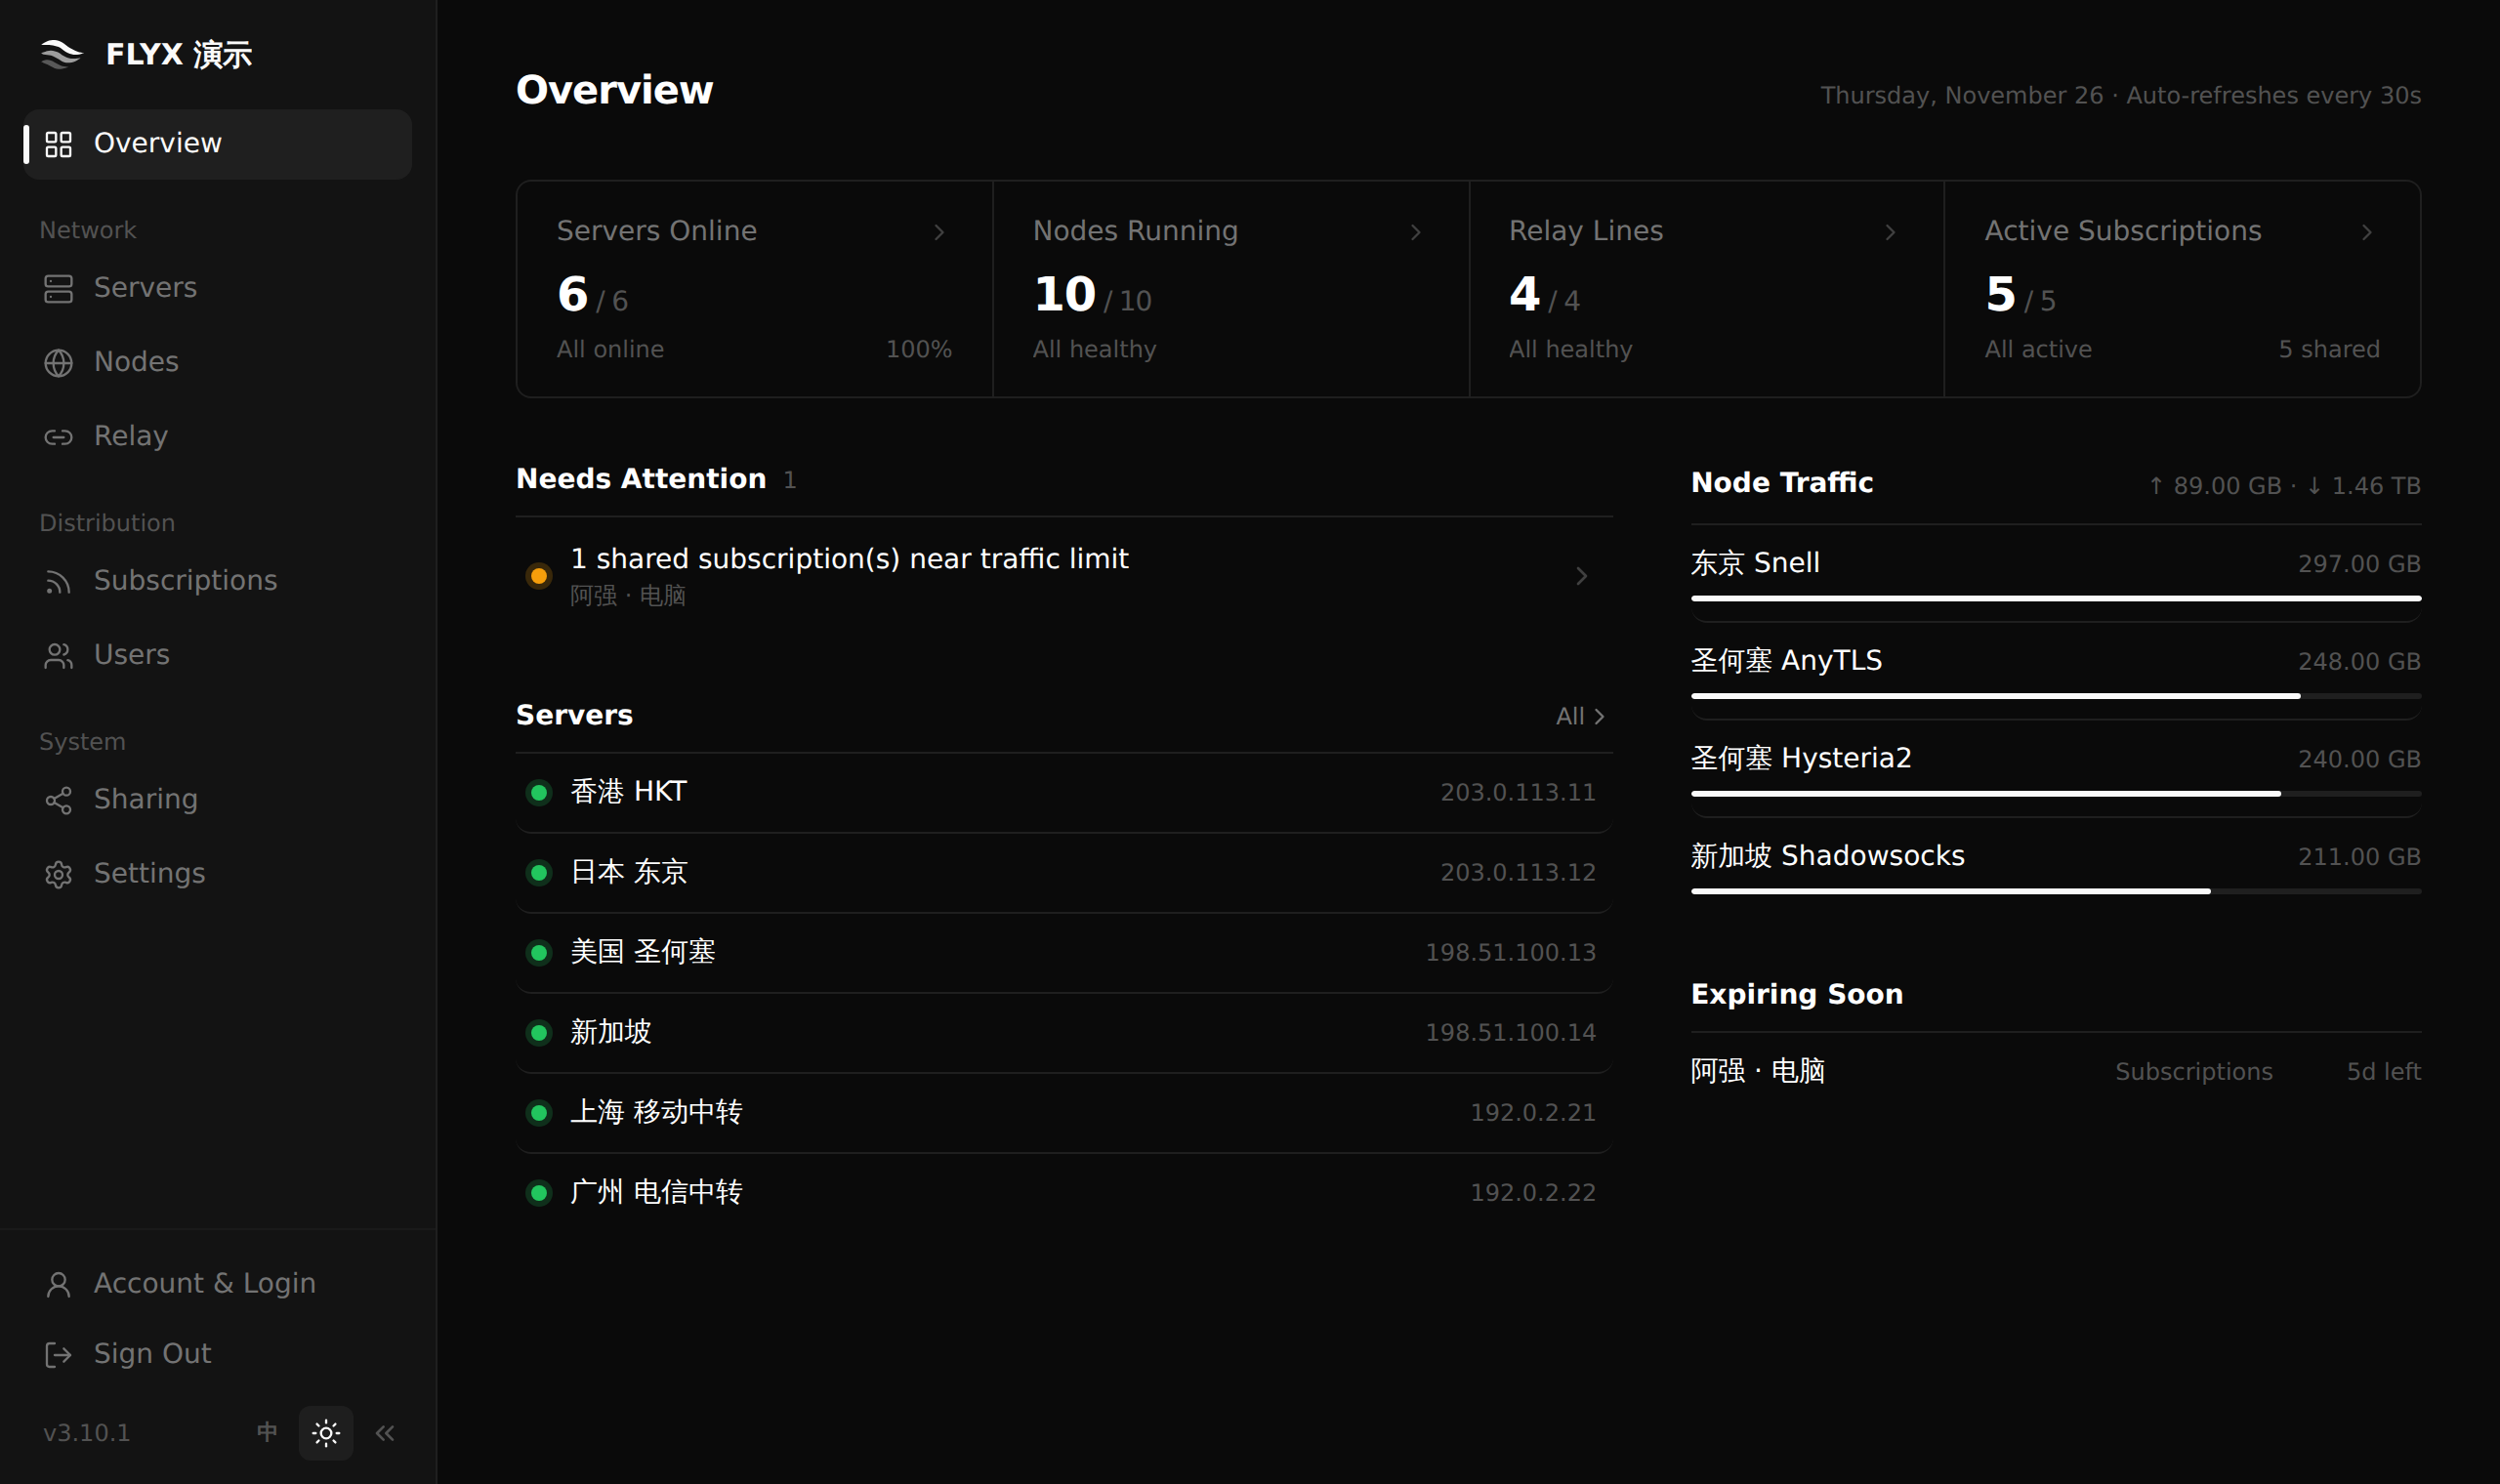 FLYX 演示
Overview
Network
Servers
Nodes
Relay
Distribution
Subscriptions
Users
System
Sharing
Settings
Account & Login
Sign Out
v3.10.1 中
Overview
Thursday, November 26 · Auto-refreshes every 30s
Servers Online
6 / 6
All online 100%
Nodes Running
10 / 10
All healthy
Relay Lines
4 / 4
All healthy
Active Subscriptions
5 / 5
All active 5 shared
Needs Attention 1
1 shared subscription(s) near traffic limit
阿强 · 电脑
Servers All
香港 HKT 203.0.113.11
日本 东京 203.0.113.12
美国 圣何塞 198.51.100.13
新加坡 198.51.100.14
上海 移动中转 192.0.2.21
广州 电信中转 192.0.2.22
Node Traffic ↑ 89.00 GB · ↓ 1.46 TB
东京 Snell 297.00 GB
圣何塞 AnyTLS 248.00 GB
圣何塞 Hysteria2 240.00 GB
新加坡 Shadowsocks 211.00 GB
Expiring Soon
阿强 · 电脑 Subscriptions 5d left